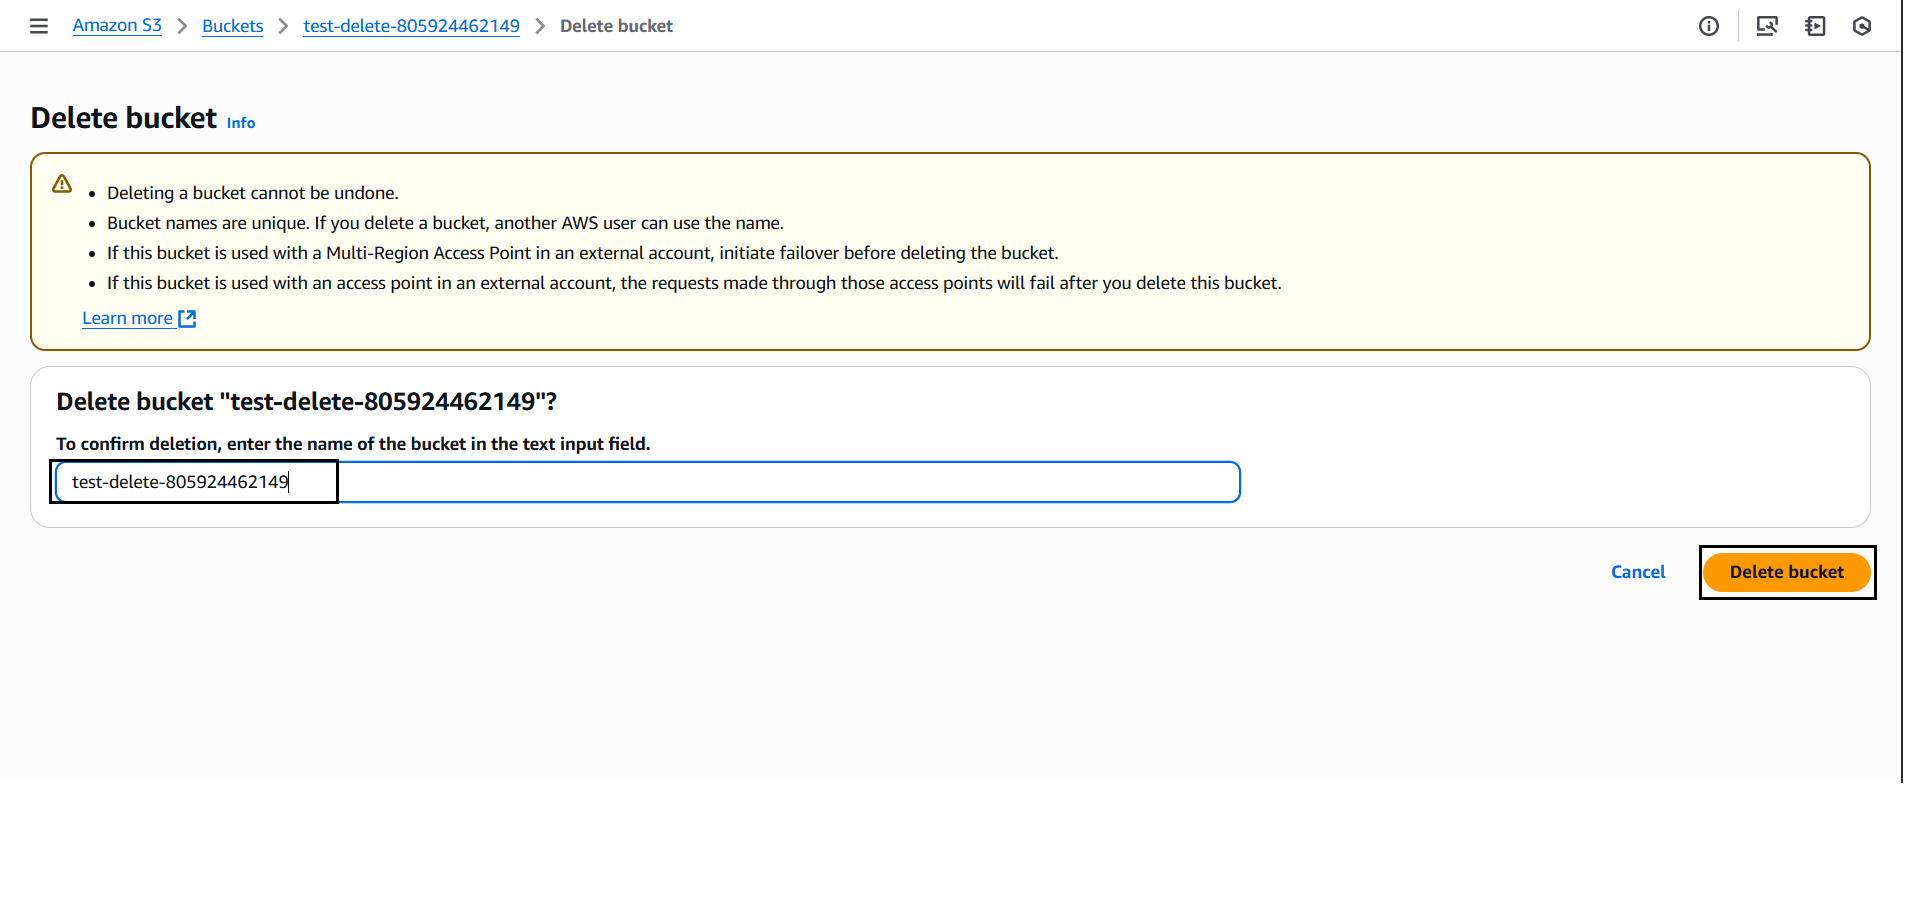 Amazon S3 > Buckets > test-delete-805924462149 > Delete bucket
Delete bucket Info
• Deleting a bucket cannot be undone.
• Bucket names are unique. If you delete a bucket, another AWS user can use the name.
• If this bucket is used with a Multi-Region Access Point in an external account, initiate failover before deleting the bucket.
• If this bucket is used with an access point in an external account, the requests made through those access points will fail after you delete this bucket.
Learn more
Delete bucket "test-delete-805924462149"?
To confirm deletion, enter the name of the bucket in the text input field.
test-delete-805924462149
Cancel Delete bucket